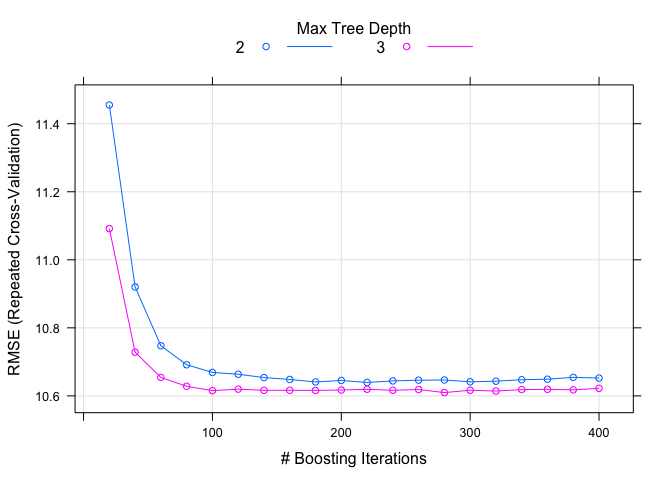 Max Tree Depth
2 3
11.4
11.2
11.0
10.8
10.6
RMSE (Repeated Cross-Validation)
100 200 300 400
# Boosting Iterations